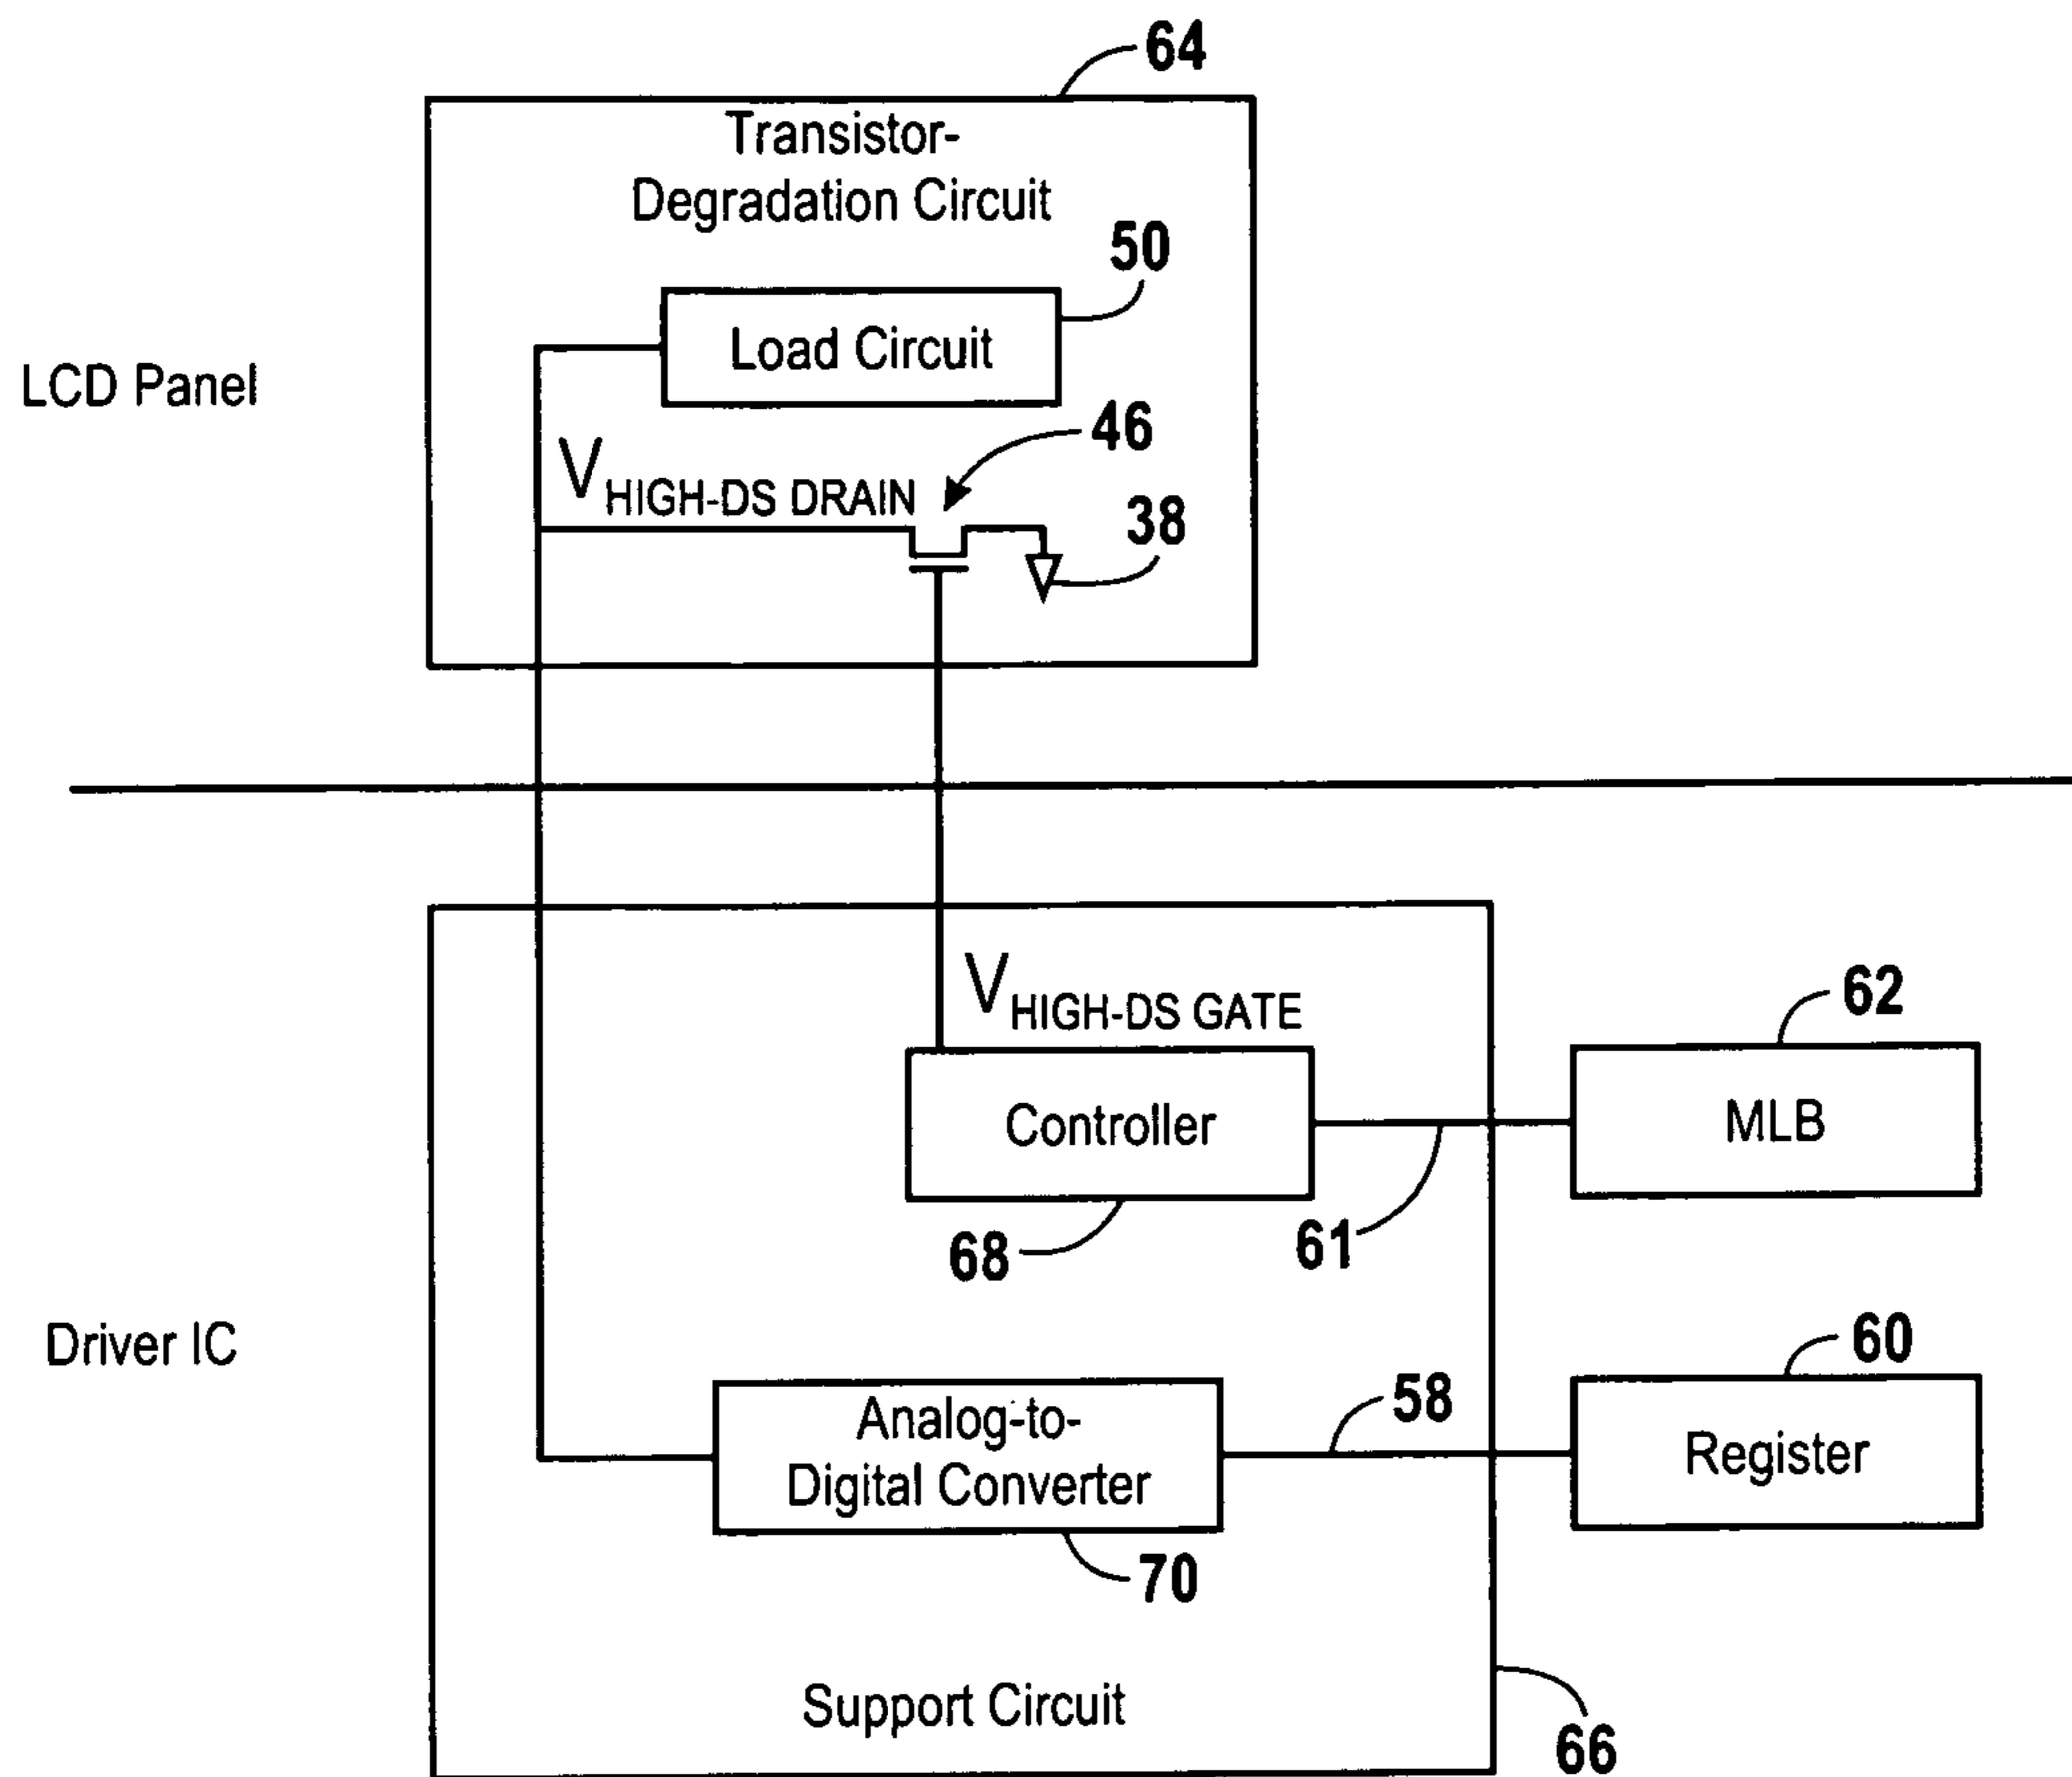 64
Transistor-
Degradation Circuit
50
Load Circuit
LCD Panel
46
VHIGH-DS DRAIN
38
VHIGH-DS GATE
62
Controller
MLB
68
61
60
Driver IC
58
Analog-to-
Digital Converter
Register
70
Support Circuit
66